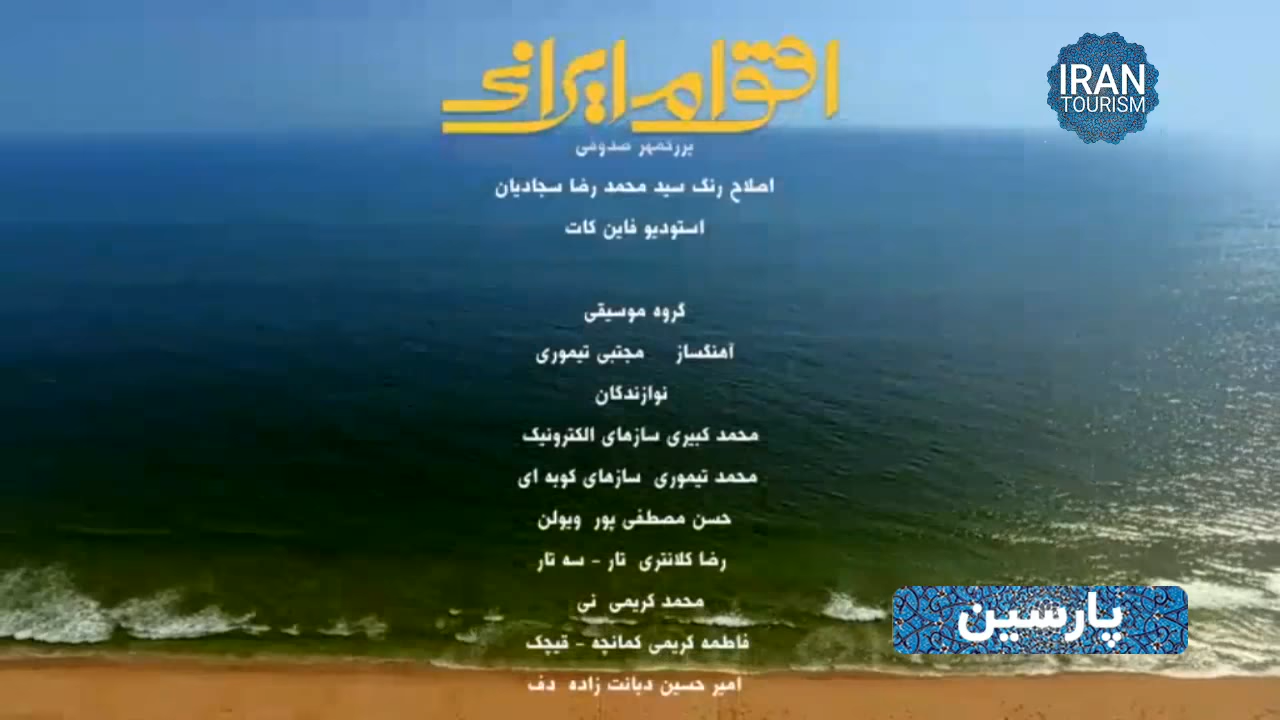 اقوام ایرانی
IRAN
TOURISM
صدوقی
اصلاح رنگ سید محمد رضا سجادیان
استودیو فاین کات
گروه موسیقی
آهنگساز مجتبی تیموری
نوازندگان
محمد کبیری سازهای الکترونیک
محمد تیموری سازهای کوبه ای
حسن مصطفی پور ویولن
رضا کلانتری تار - سه تار
محمد کریمی نی
فاطمه کریمی کمانچه - قیچک
امیر حسین دیانت زاده دف
پارسین